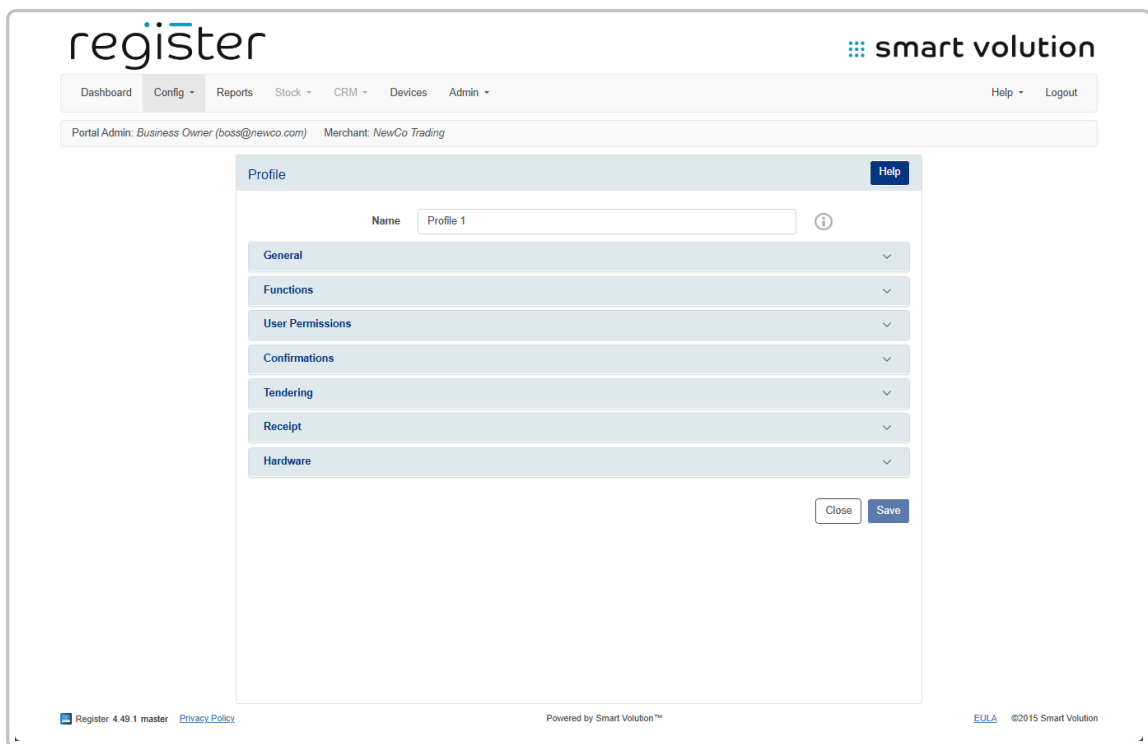 register
smart volution
Dashboard Config Reports Stock CRM Devices Admin Help Logout
Portal Admin: Business Owner (boss@newco.com) Merchant: NewCo Trading
Profile Help
Name Profile 1
General
Functions
User Permissions
Confirmations
Tendering
Receipt
Hardware
Close Save
Register 4.49.1 master Privacy Policy Powered by Smart Volution™ EULA ©2015 Smart Volution